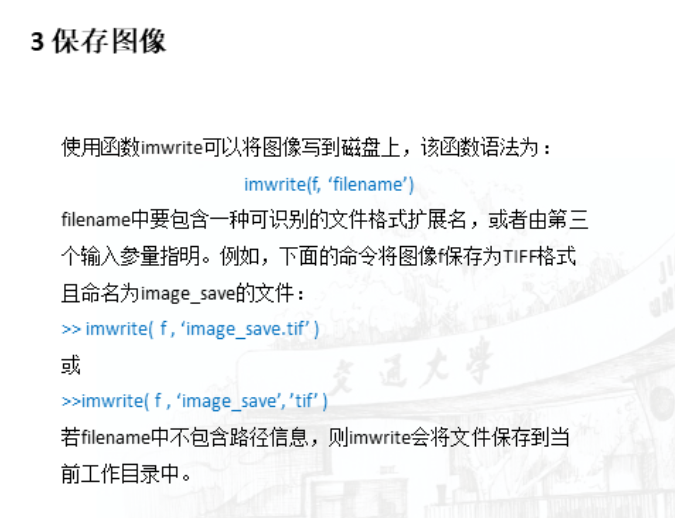 3 保存图像
使用函数imwrite可以将图像写到磁盘上，该函数语法为：
imwrite(f, ‘filename’)
filename中要包含一种可识别的文件格式扩展名，或者由第三
个输入参量指明。例如，下面的命令将图像f保存为TIFF格式
且命名为image_save的文件：
>> imwrite( f , ‘image_save.tif’ )
或
>>imwrite( f , ‘image_save’, ’tif’ )
若filename中不包含路径信息，则imwrite会将文件保存到当
前工作目录中。
交通大学